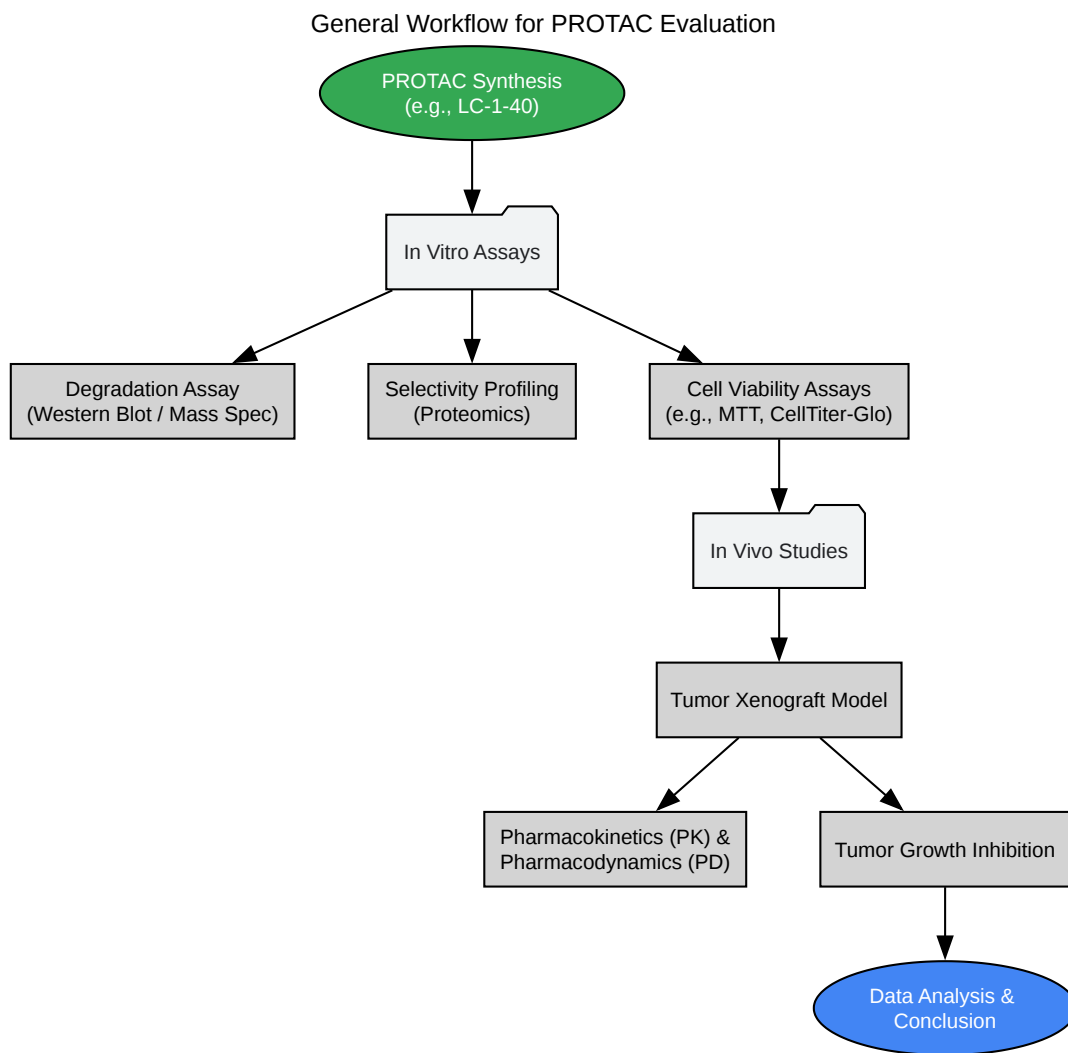 General Workflow for PROTAC Evaluation
PROTAC Synthesis
(e.g., LC-1-40)
In Vitro Assays
Degradation Assay
(Western Blot / Mass Spec)
Selectivity Profiling
(Proteomics)
Cell Viability Assays
(e.g., MTT, CellTiter-Glo)
In Vivo Studies
Tumor Xenograft Model
Pharmacokinetics (PK) &
Pharmacodynamics (PD)
Tumor Growth Inhibition
Data Analysis &
Conclusion